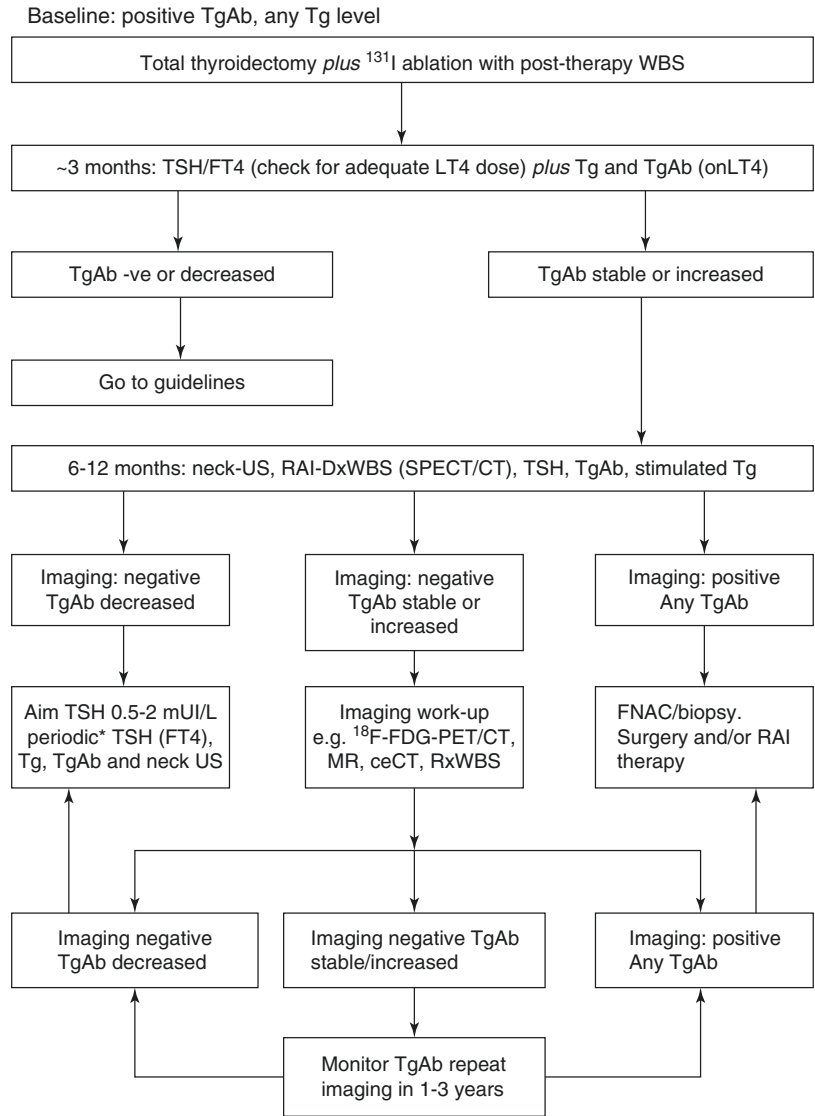 Baseline: positive TgAb, any Tg level
Total thyroidectomy plus ¹³¹I ablation with post-therapy WBS
~3 months: TSH/FT4 (check for adequate LT4 dose) plus Tg and TgAb (onLT4)
TgAb -ve or decreased
TgAb stable or increased
Go to guidelines
6-12 months: neck-US, RAI-DxWBS (SPECT/CT), TSH, TgAb, stimulated Tg
Imaging: negative
TgAb decreased
Imaging: negative
TgAb stable or
increased
Imaging: positive
Any TgAb
Aim TSH 0.5-2 mUI/L
periodic* TSH (FT4),
Tg, TgAb and neck US
Imaging work-up
e.g. ¹⁸F-FDG-PET/CT,
MR, ceCT, RxWBS
FNAC/biopsy.
Surgery and/or RAI
therapy
Imaging negative
TgAb decreased
Imaging negative TgAb
stable/increased
Imaging: positive
Any TgAb
Monitor TgAb repeat
imaging in 1-3 years